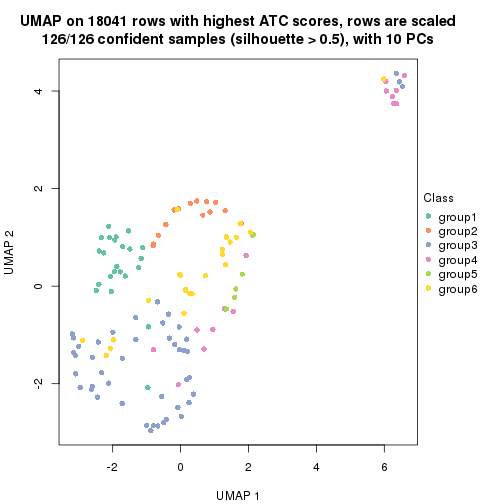 UMAP on 18041 rows with highest ATC scores, rows are scaled
126/126 confident samples (silhouette > 0.5), with 10 PCs
UMAP 2
4
2
0
-2
-2
0
2
4
6
UMAP 1
Class
group1
group2
group3
group4
group5
group6